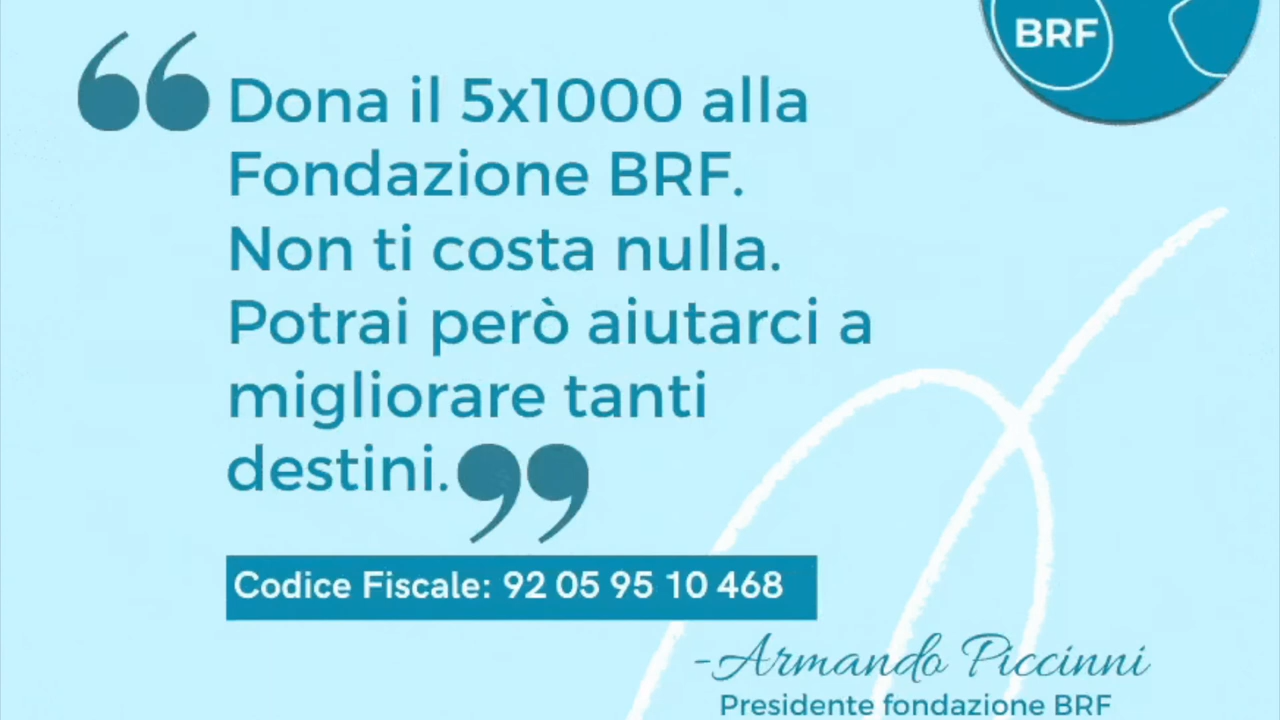 BRF
Dona il 5x1000 alla
Fondazione BRF.
Non ti costa nulla.
Potrai però aiutarci a
migliorare tanti
destini.
Codice Fiscale: 92 05 95 10 468
-Armando Piccinni
Presidente fondazione BRF